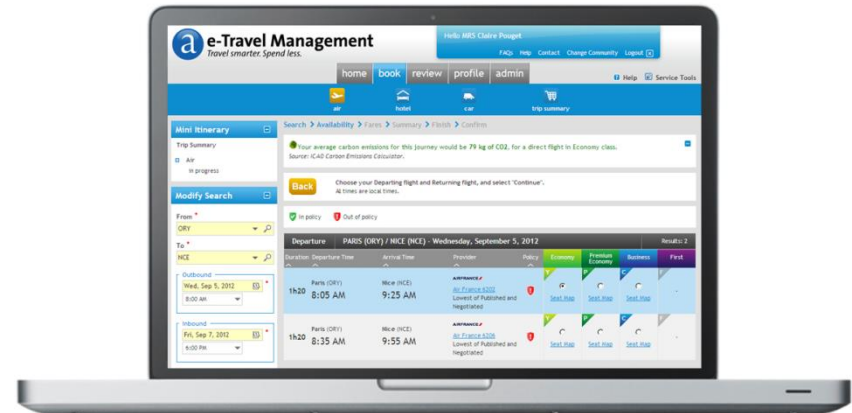 a e-Travel Management
Travel smarter. Spend less.
Hello MRS Claire Pouget
FAQs Help Contact Change Community Logout
home book review profile admin
Help Service Tools
air hotel car trip summary
Mini Itinerary
Trip Summary
Air
in progress
Modify Search
From *
ORY
To *
NCE
Outbound
Wed, Sep 5, 2012 *
8:00 AM
Inbound
Fri, Sep 7, 2012 *
6:00 PM
Search > Availability > Fares > Summary > Finish > Confirm
Your average carbon emissions for this journey would be 79 kg of CO2, for a direct flight in Economy class.
Source: ICAO Carbon Emissions Calculator.
Back
Choose your Departing flight and Returning flight, and select 'Continue'.
All times are local times.
In policy Out of policy
Departure PARIS (ORY) / NICE (NCE) - Wednesday, September 5, 2012 Results: 2
Duration Departure Time Arrival Time Provider Policy Economy Premium Economy Business First
Y P C F
1h20 Paris (ORY) 8:05 AM Nice (NCE) 9:25 AM AIRFRANCE
Air France 6202
Lowest of Published and Negotiated
Seat Map Seat Map Seat Map -
Y P C F
1h20 Paris (ORY) 8:35 AM Nice (NCE) 9:55 AM AIRFRANCE
Air France 6206
Lowest of Published and Negotiated
Seat Map Seat Map Seat Map -